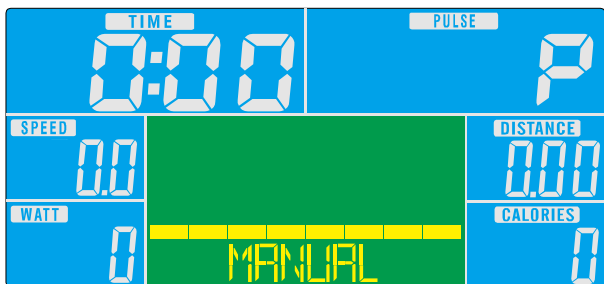 TIME
0:00
PULSE
P
SPEED
0.0
DISTANCE
0.00
WATT
0
CALORIES
0
MANUAL